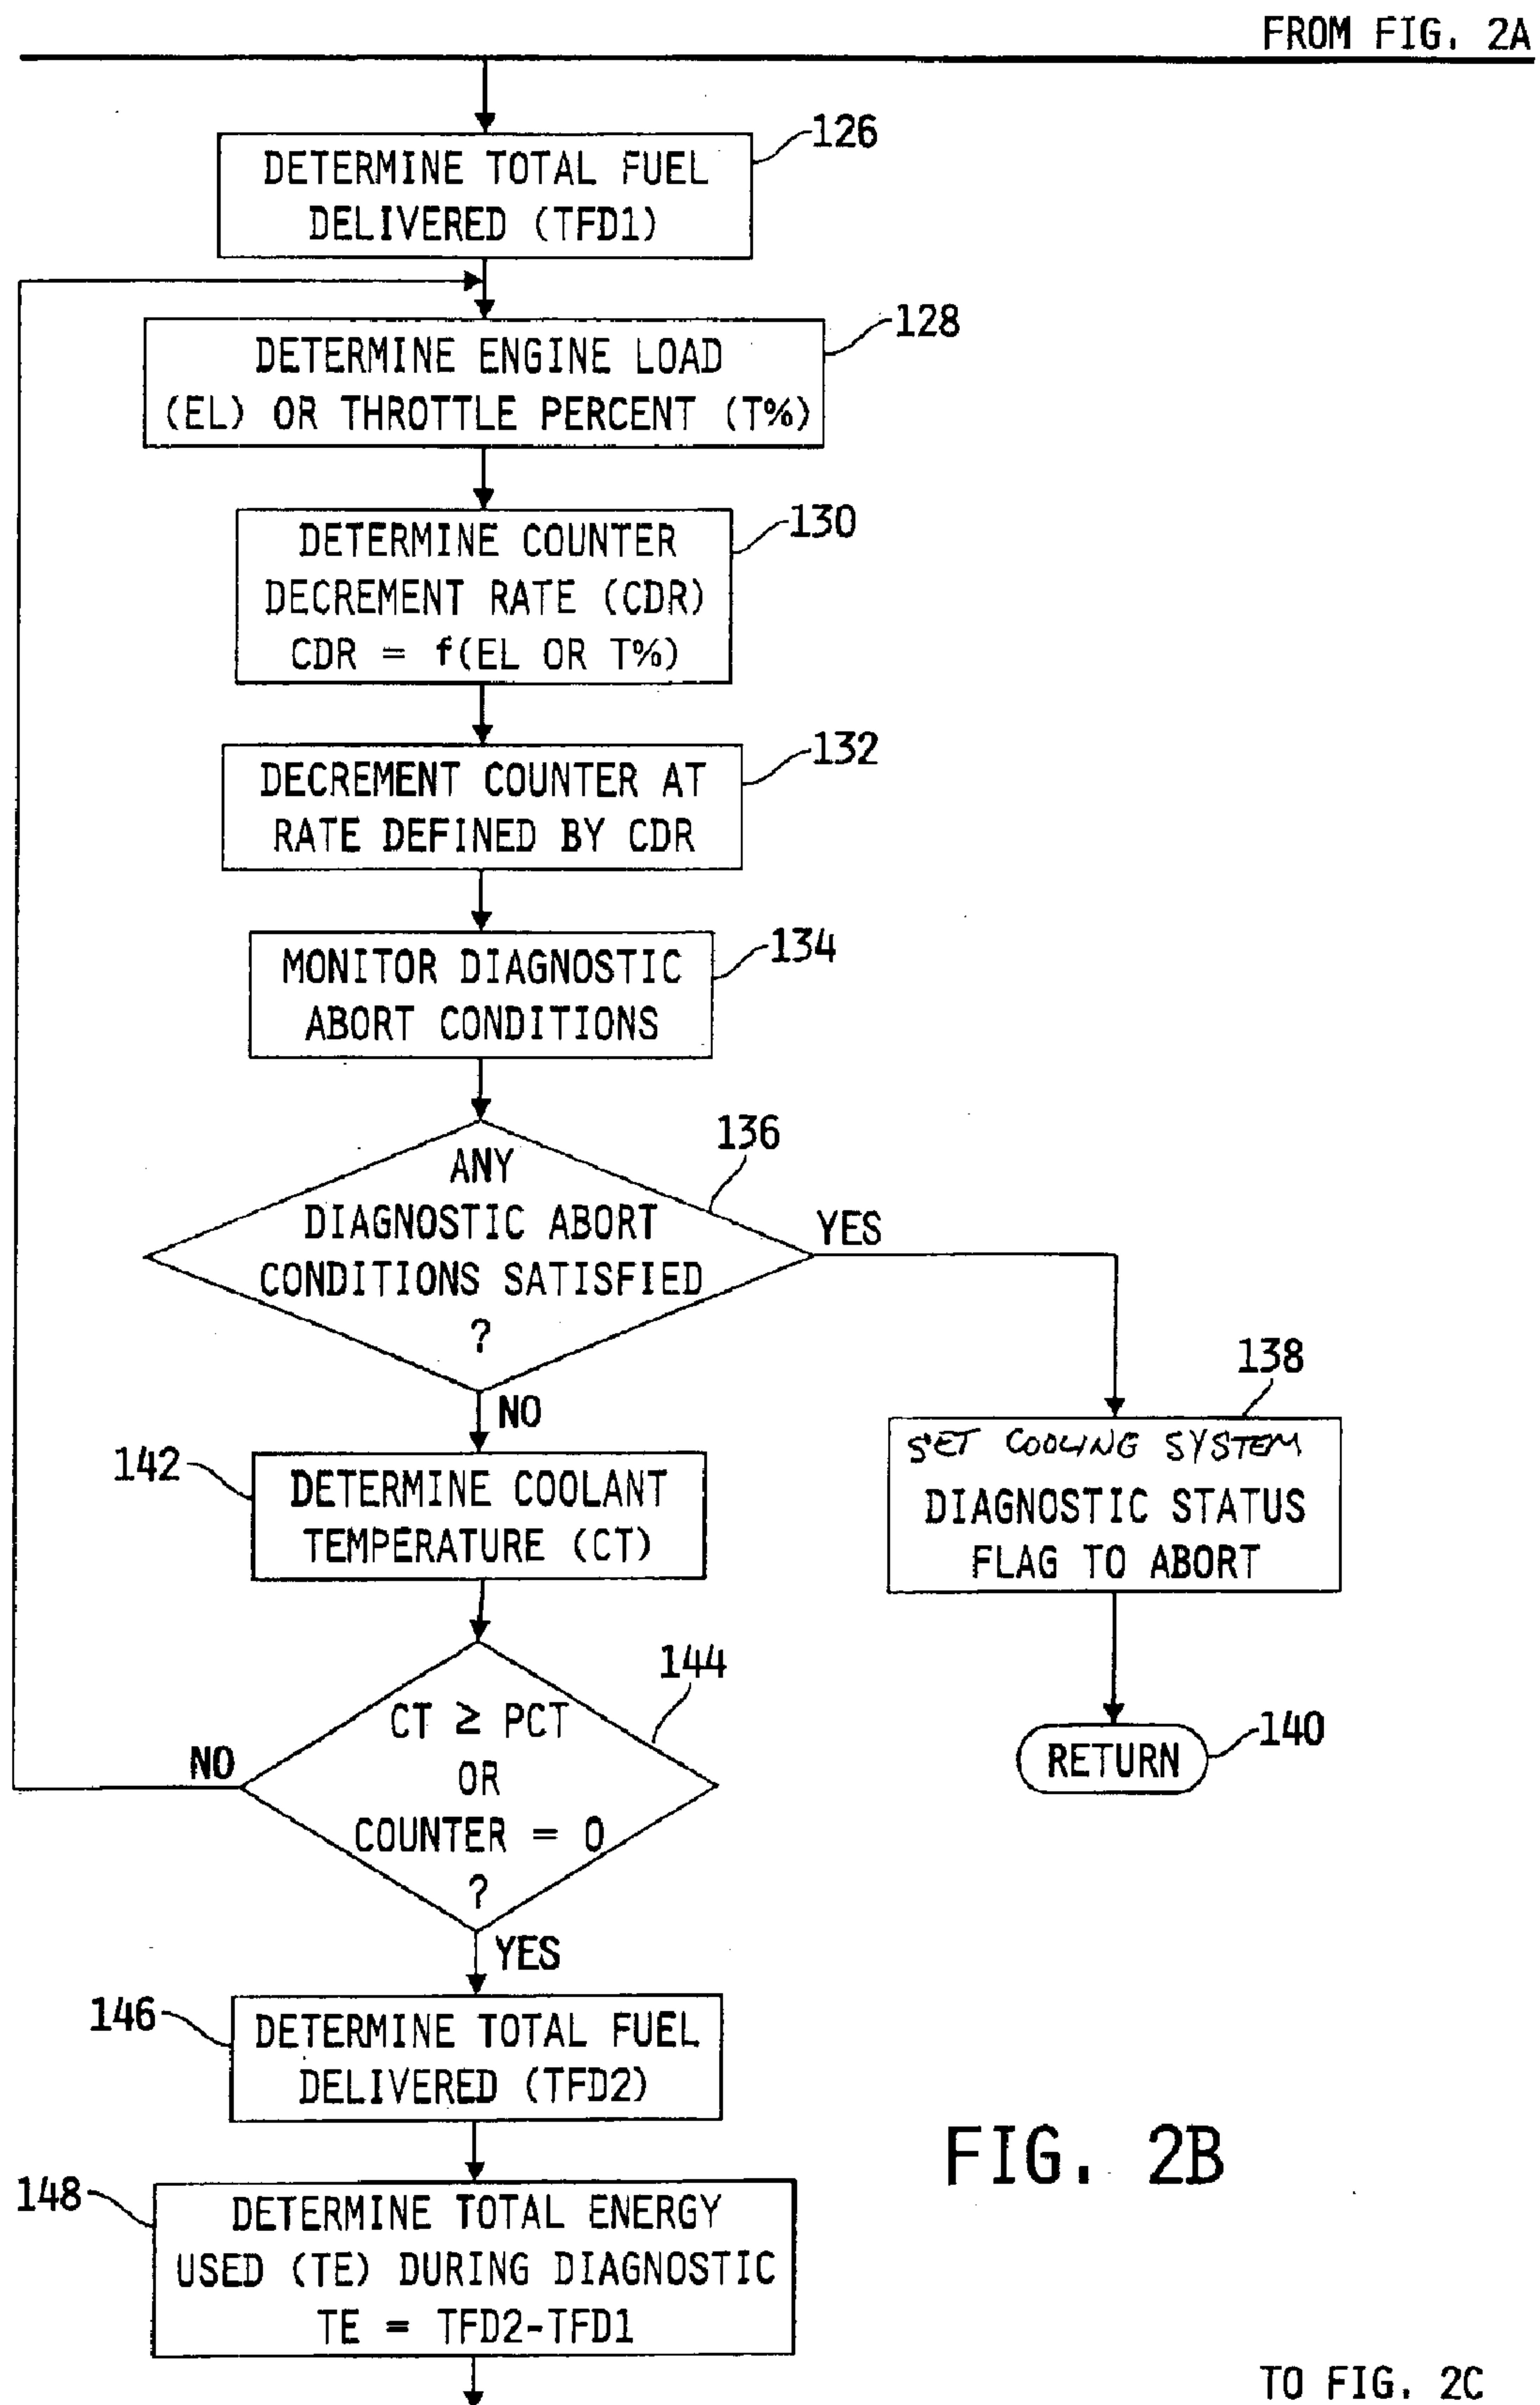 FROM FIG. 2A
126
DETERMINE TOTAL FUEL
DELIVERED (TFD1)
128
DETERMINE ENGINE LOAD
(EL) OR THROTTLE PERCENT (T%)
130
DETERMINE COUNTER
DECREMENT RATE (CDR)
CDR = f(EL OR T%)
132
DECREMENT COUNTER AT
RATE DEFINED BY CDR
134
MONITOR DIAGNOSTIC
ABORT CONDITIONS
136
ANY
DIAGNOSTIC ABORT
CONDITIONS SATISFIED
?
YES
NO
138
SET COOLING SYSTEM
DIAGNOSTIC STATUS
FLAG TO ABORT
140
RETURN
142
DETERMINE COOLANT
TEMPERATURE (CT)
144
CT ≥ PCT
OR
COUNTER = 0
?
NO
YES
146
DETERMINE TOTAL FUEL
DELIVERED (TFD2)
148
DETERMINE TOTAL ENERGY
USED (TE) DURING DIAGNOSTIC
TE = TFD2-TFD1
FIG. 2B
TO FIG. 2C